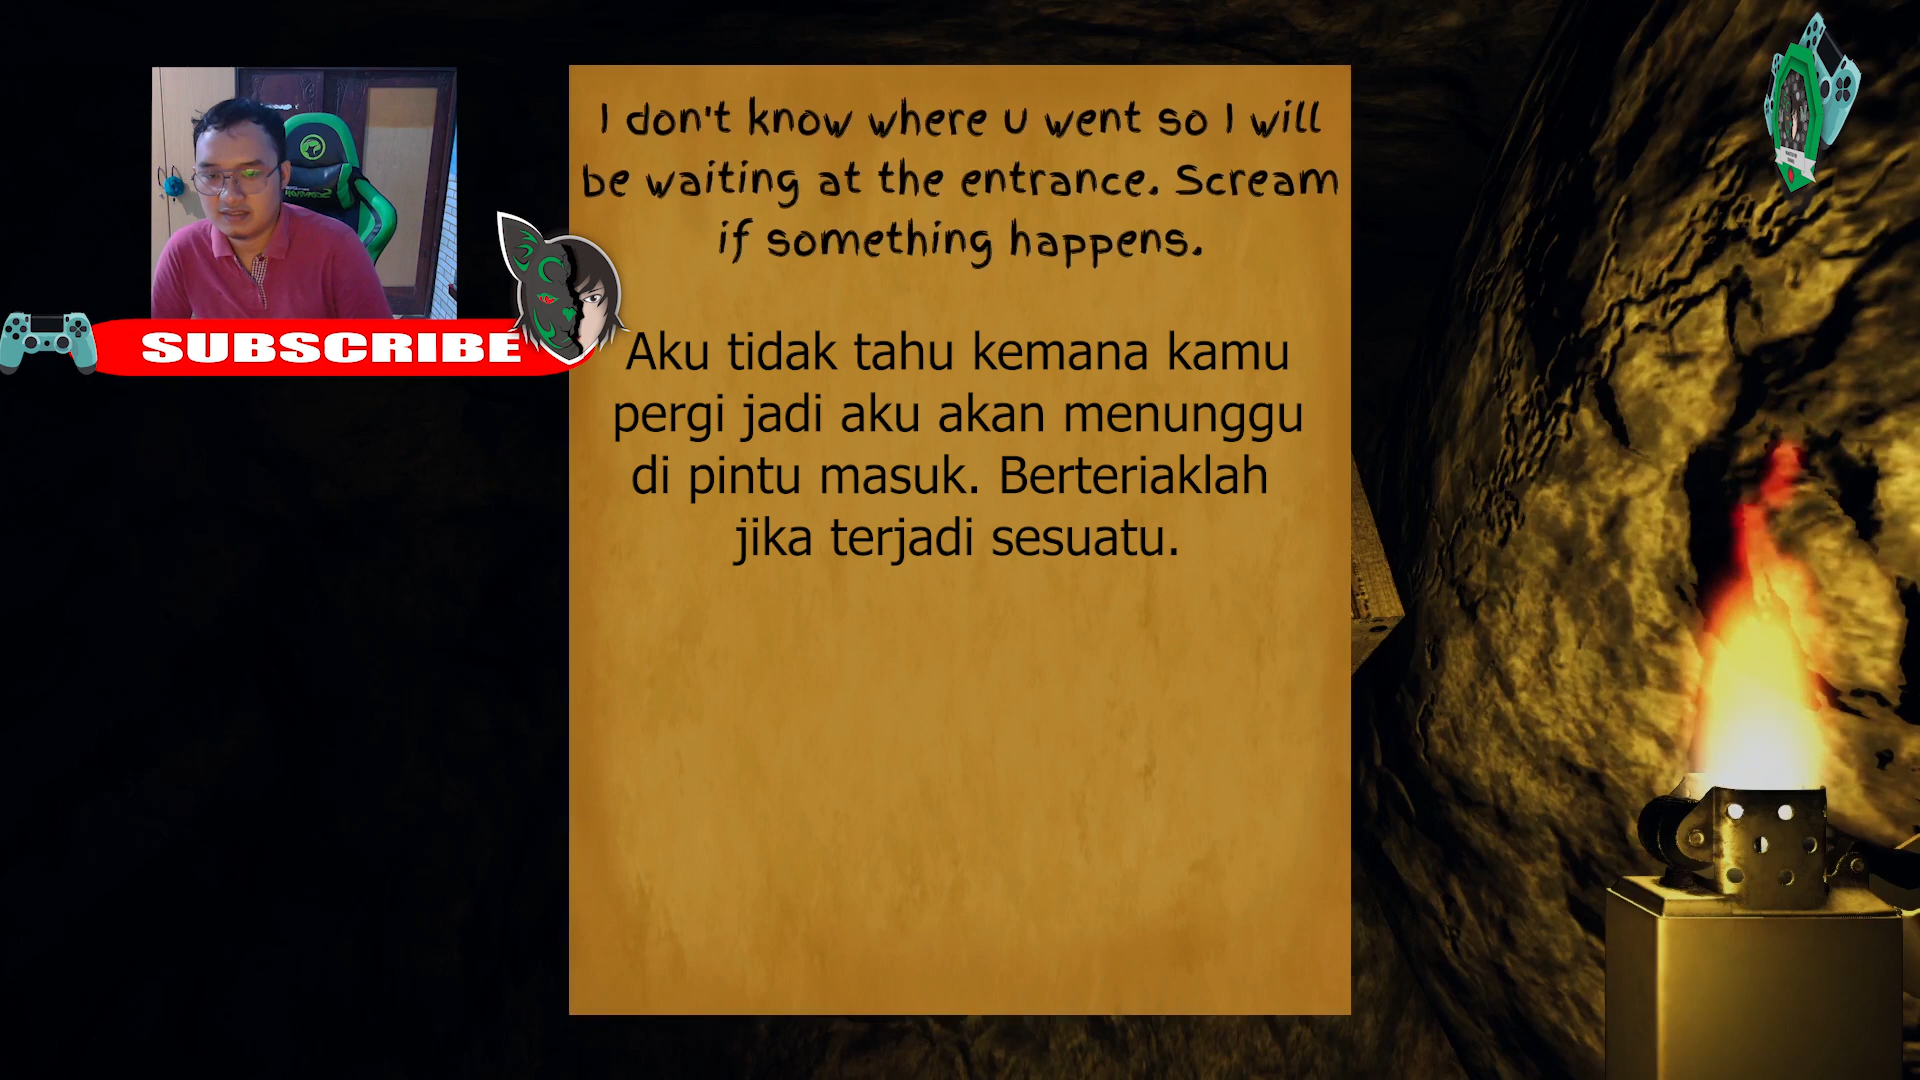 I don't know where u went so I will
be waiting at the entrance. Scream
if something happens.
SUBSCRIBE
Aku tidak tahu kemana kamu
pergi jadi aku akan menunggu
di pintu masuk. Berteriaklah
jika terjadi sesuatu.